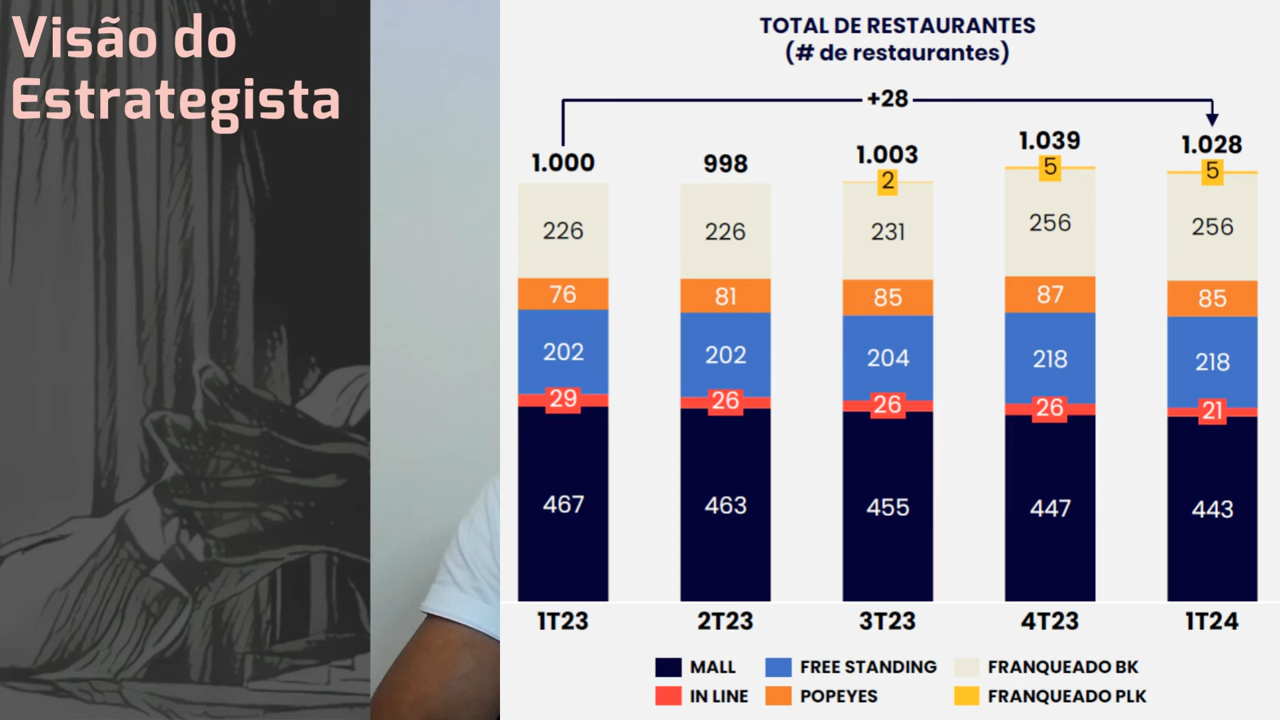 Visão do
Estrategista
TOTAL DE RESTAURANTES
(# de restaurantes)
+28
1.000 998 1.003 1.039 1.028
2 5 5
226 226 231 256 256
76 81 85 87 85
202 202 204 218 218
29 26 26 26 21
467 463 455 447 443
1T23 2T23 3T23 4T23 1T24
MALL FREE STANDING FRANQUEADO BK
IN LINE POPEYES FRANQUEADO PLK